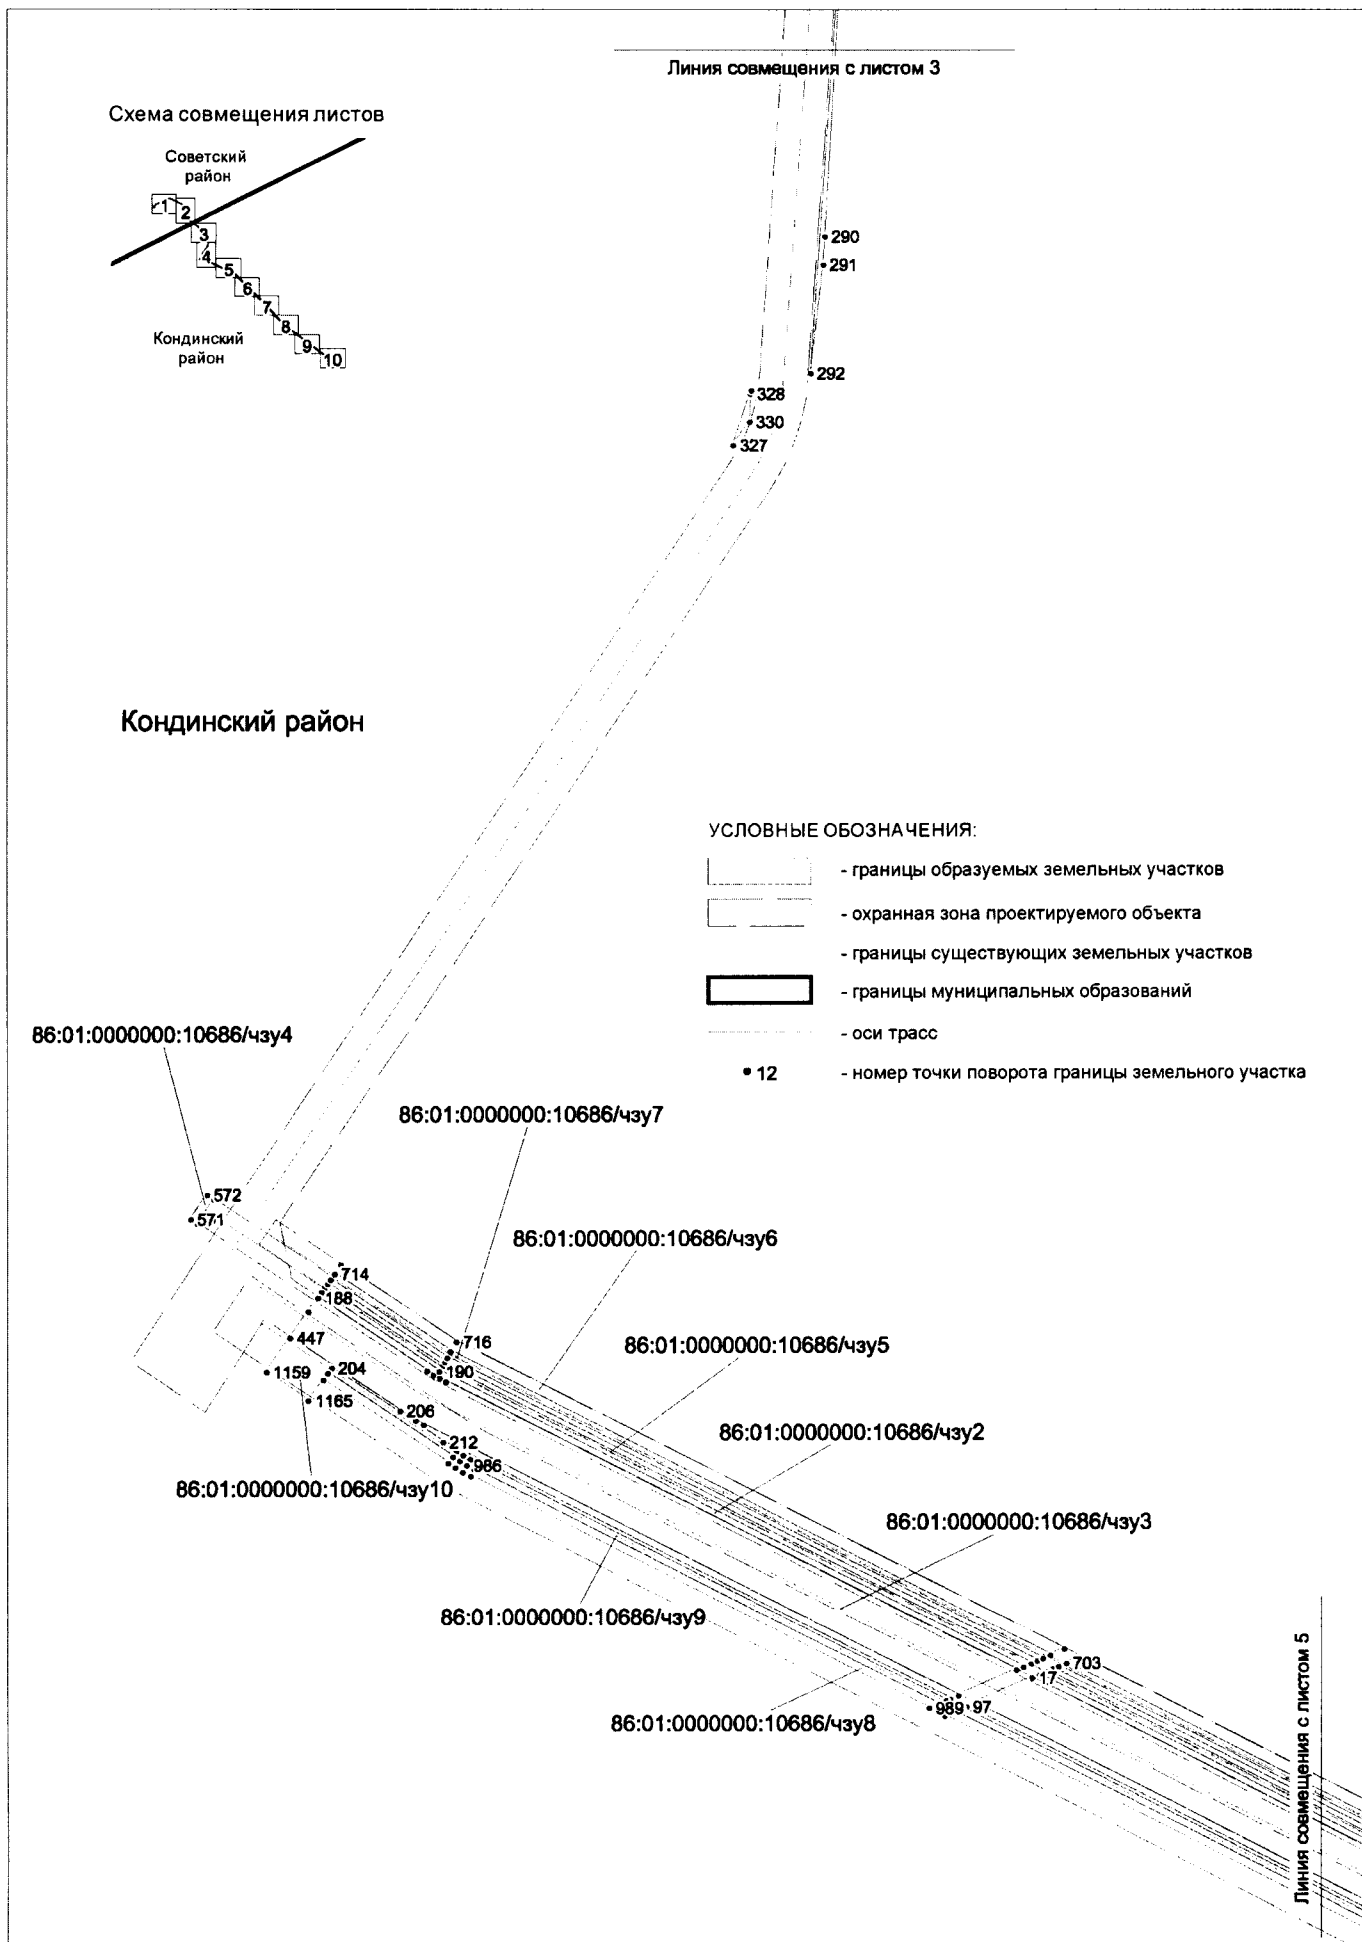 Линия совмещения с листом 3
Схема совмещения листов
Советский
район
1
2
3
4
5
6
7
8
9
10
Кондинский
район
290
291
292
328
330
327
Кондинский район
УСЛОВНЫЕ ОБОЗНАЧЕНИЯ:
- границы образуемых земельных участков
- охранная зона проектируемого объекта
- границы существующих земельных участков
- границы муниципальных образований
- оси трасс
12 - номер точки поворота границы земельного участка
86:01:0000000:10686/чзу4
86:01:0000000:10686/чзу7
572
571
86:01:0000000:10686/чзу6
714
188
447
716
86:01:0000000:10686/чзу5
1159
204
190
1165
206
212
86:01:0000000:10686/чзу2
986
86:01:0000000:10686/чзу10
86:01:0000000:10686/чзу3
86:01:0000000:10686/чзу9
703
17
989
97
86:01:0000000:10686/чзу8
Линия совмещения с листом 5